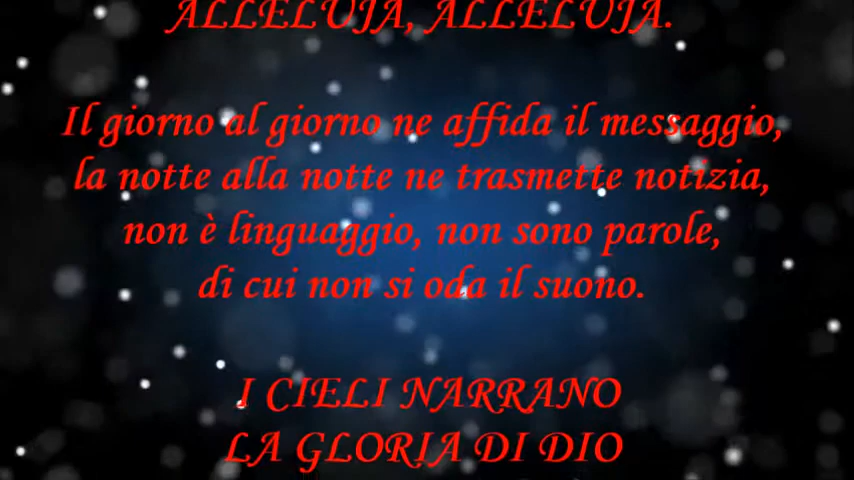 ALLELUJA, ALLELUJA.
Il giorno al giorno ne affida il messaggio,
la notte alla notte ne trasmette notizia,
non è linguaggio, non sono parole,
di cui non si oda il suono.
I CIELI NARRANO
LA GLORIA DI DIO